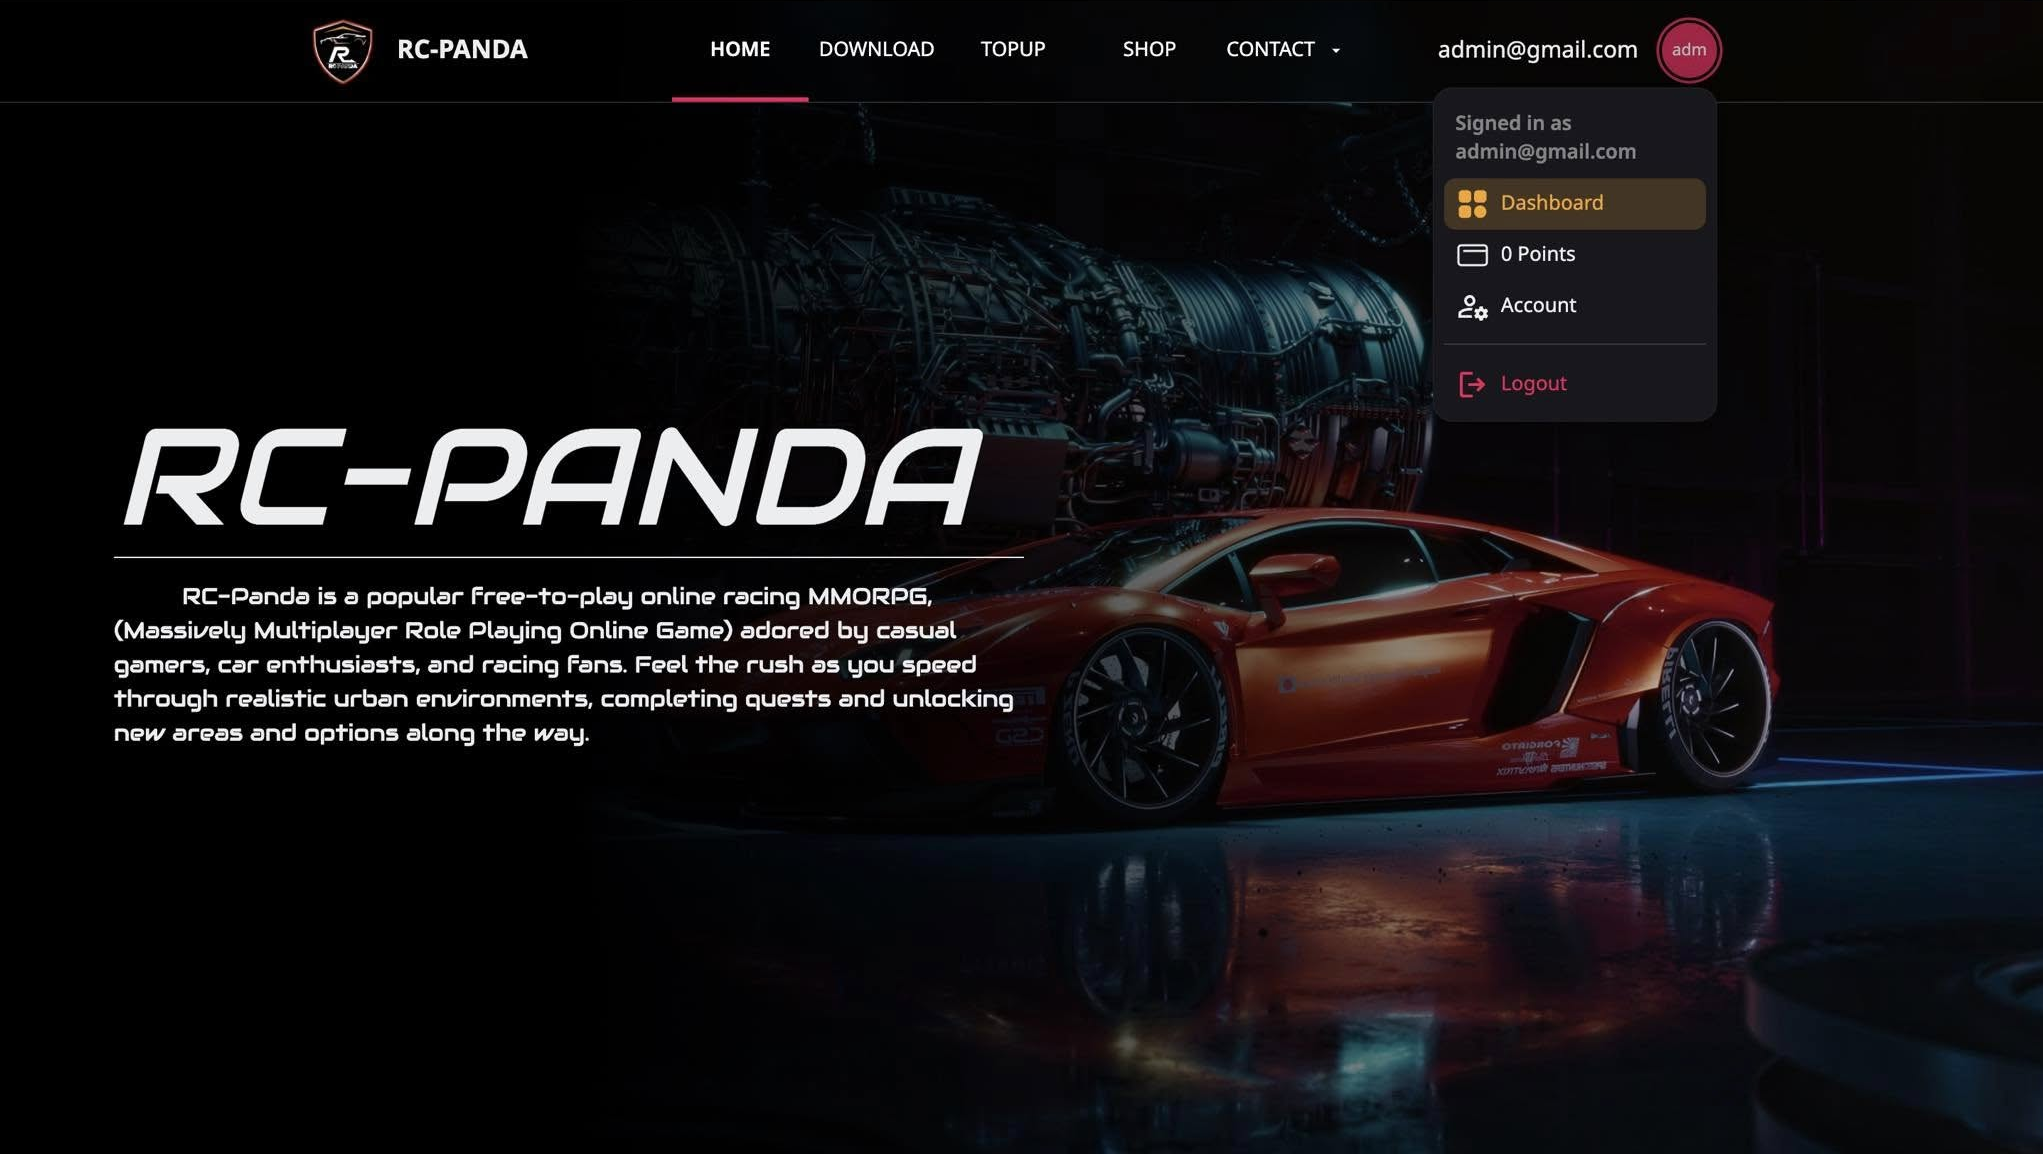 RC-PANDA
HOME
DOWNLOAD
TOPUP
SHOP
CONTACT
admin@gmail.com
adm
Signed in as
admin@gmail.com
Dashboard
0 Points
Account
Logout
RC-PANDA
RC-Panda is a popular free-to-play online racing MMORPG,
(Massively Multiplayer Role Playing Online Game) adored by casual
gamers, car enthusiasts, and racing fans. Feel the rush as you speed
through realistic urban environments, completing quests and unlocking
new areas and options along the way.